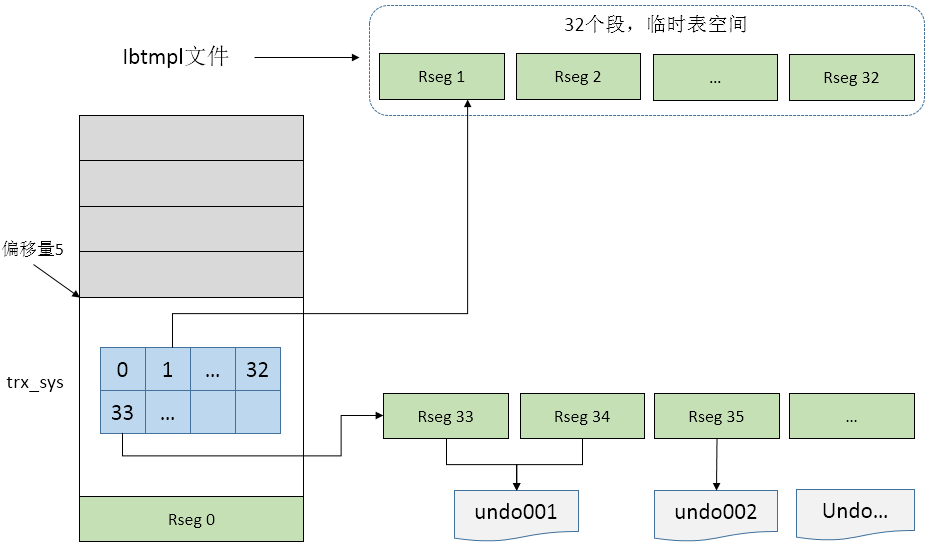 32个段，临时表空间
Ibtmpl文件
Rseg 1
Rseg 2
...
Rseg 32
偏移量5
trx_sys
0
1
...
32
33
...
Rseg 33
Rseg 34
Rseg 35
...
undo001
undo002
Undo...
Rseg 0